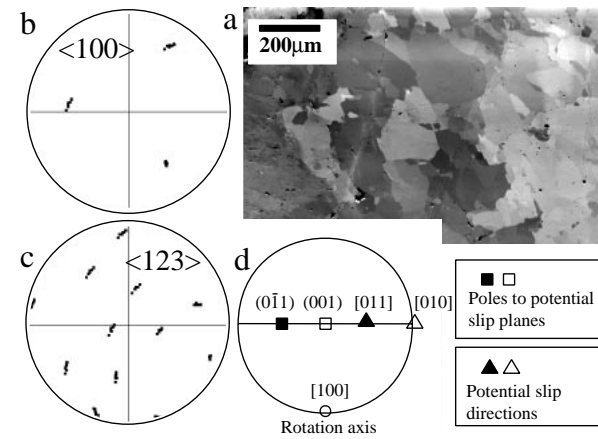 b
<100>
a
200µm
c
<123>
d
(01̄1) (001) [011] [010]
[100]
Rotation axis
Poles to potential
slip planes
Potential slip
directions